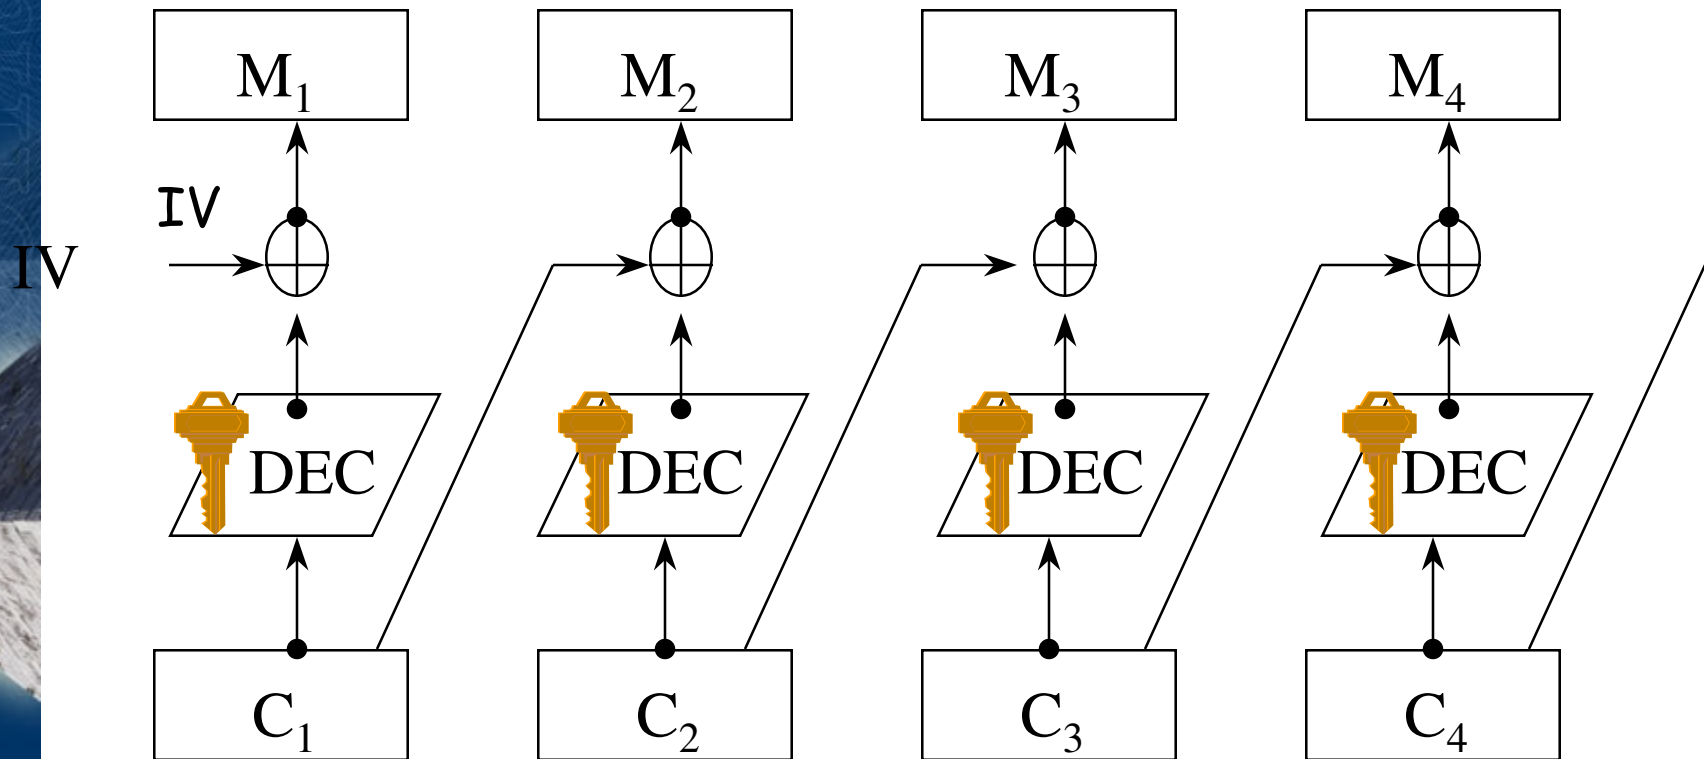 M₁ M₂ M₃ M₄
IV
IV
DEC DEC DEC DEC
C₁ C₂ C₃ C₄